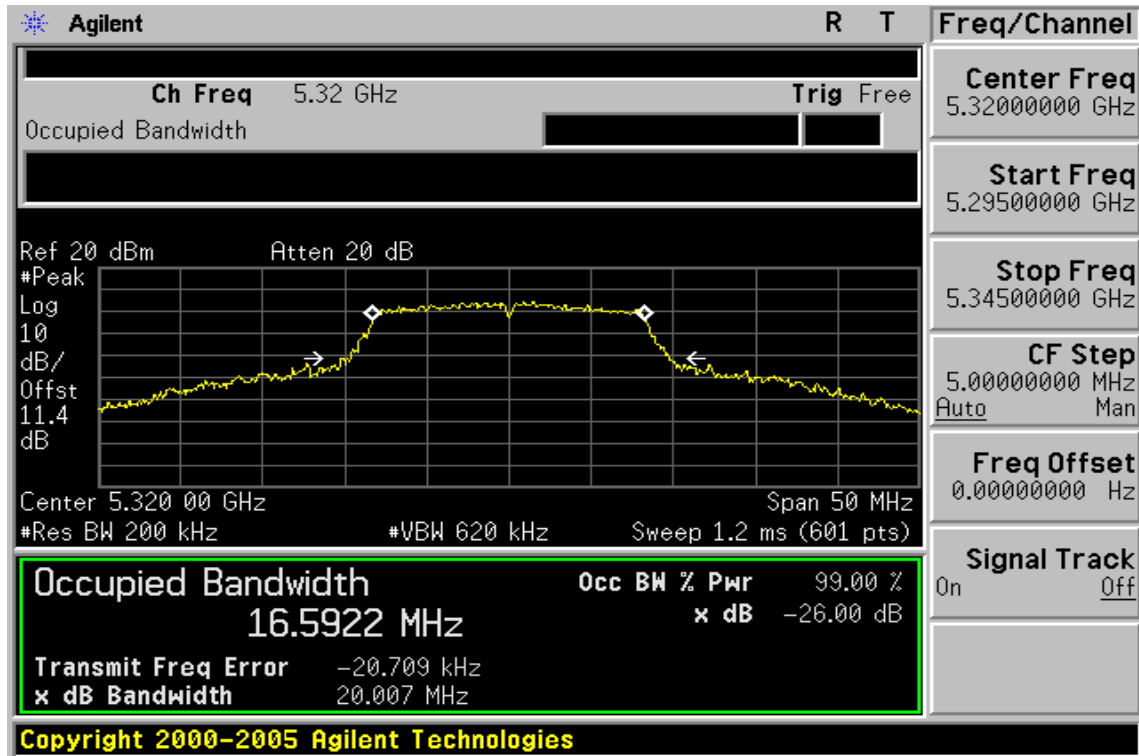 Agilent R T
Ch Freq 5.32 GHz Trig Free
Occupied Bandwidth
Ref 20 dBm Atten 20 dB
#Peak
Log
10
dB/
Offst
11.4
dB
Center 5.320 00 GHz Span 50 MHz
#Res BW 200 kHz #VBW 620 kHz Sweep 1.2 ms (601 pts)
Occupied Bandwidth
16.5922 MHz
Occ BW % Pwr 99.00 %
x dB -26.00 dB
Transmit Freq Error -20.709 kHz
x dB Bandwidth 20.007 MHz
Copyright 2000-2005 Agilent Technologies
Freq/Channel
Center Freq
5.32000000 GHz
Start Freq
5.29500000 GHz
Stop Freq
5.34500000 GHz
CF Step
5.00000000 MHz
Auto Man
Freq Offset
0.00000000 Hz
Signal Track
On Off